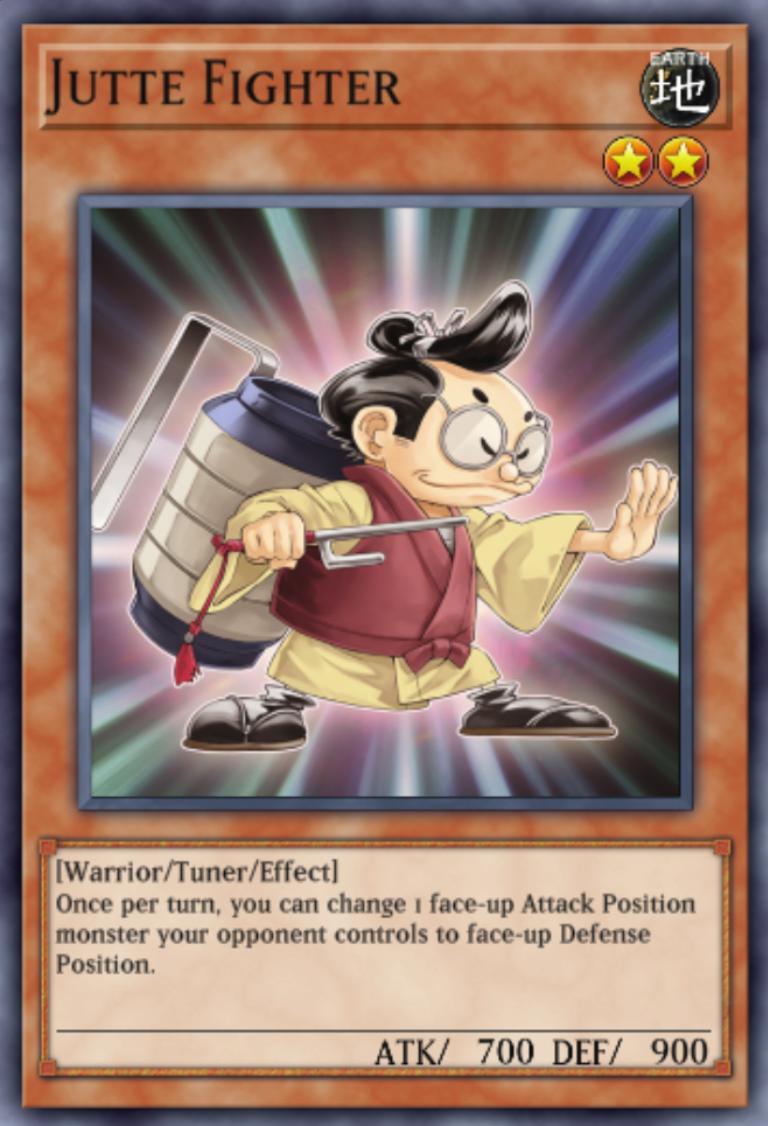 Jutte Fighter
EARTH
地
[Warrior/Tuner/Effect]
Once per turn, you can change 1 face-up Attack Position
monster your opponent controls to face-up Defense
Position.
ATK/ 700 DEF/ 900